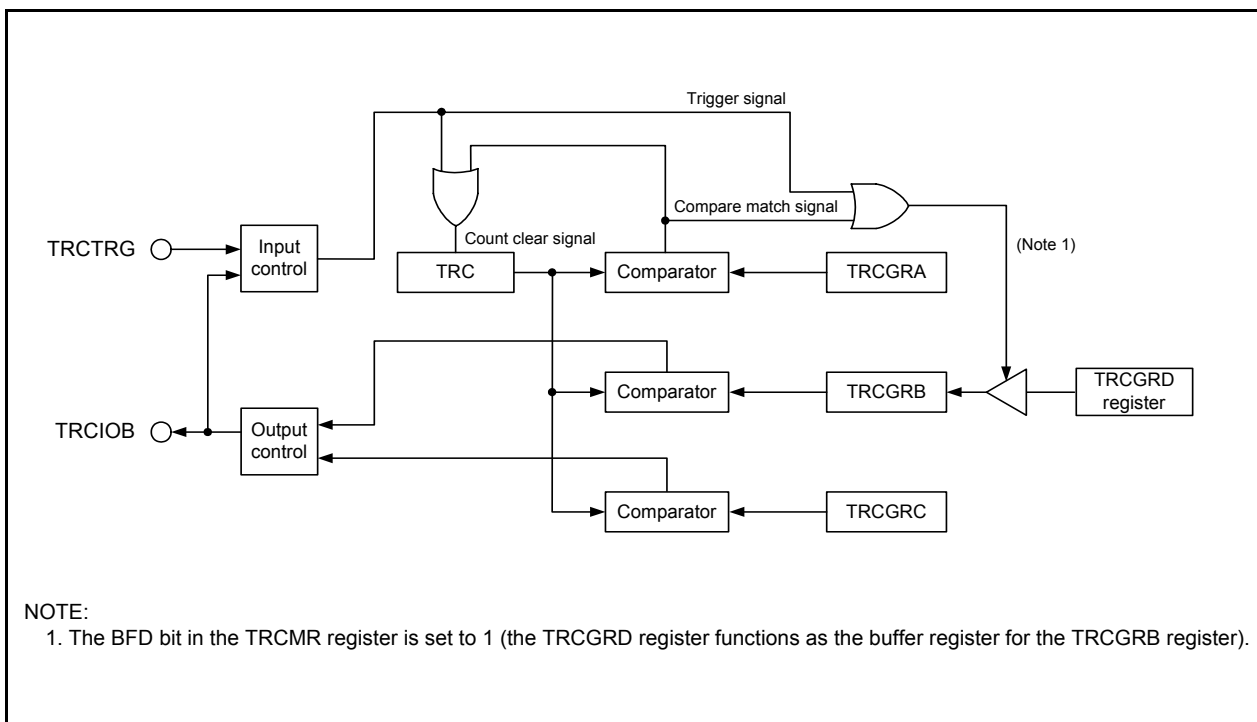 Trigger signal
Compare match signal
Count clear signal
(Note 1)
TRCTRG
Input
control
TRC
Comparator
TRCGRA
Comparator
TRCGRB
TRCGRD
register
TRCIOB
Output
control
Comparator
TRCGRC
NOTE:
1. The BFD bit in the TRCMR register is set to 1 (the TRCGRD register functions as the buffer register for the TRCGRB register).